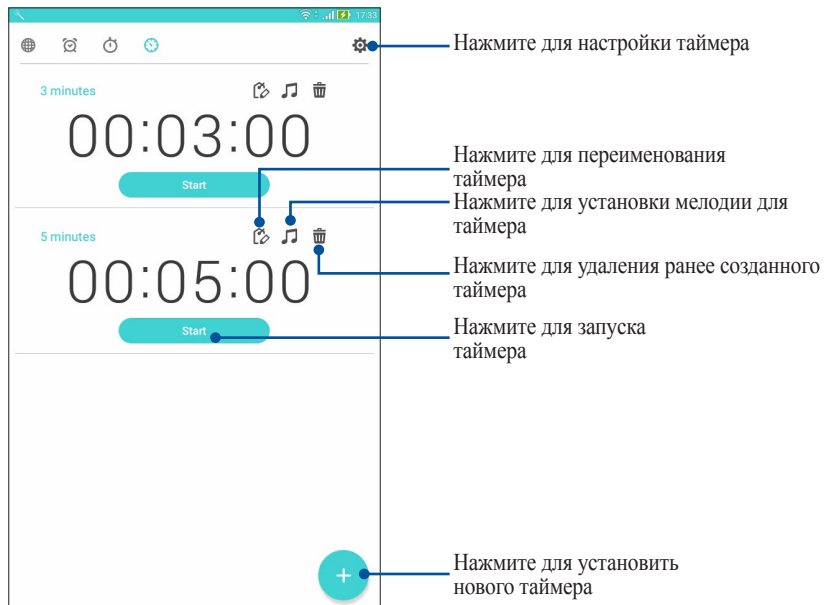 17:33
Нажмите для настройки таймера
3 minutes
00:03:00
Start
Нажмите для переименования
таймера
Нажмите для установки мелодии для
таймера
5 minutes
00:05:00
Нажмите для удаления ранее созданного
таймера
Start
Нажмите для запуска
таймера
Нажмите для установить
нового таймера
+